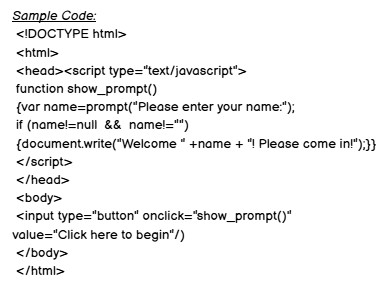 Sample Code:
<!DOCTYPE html>
<html>
<head><script type="text/javascript">
function show_prompt()
{var name=prompt("Please enter your name:");
if (name!=null && name!="")
{document.write("Welcome " +name + "! Please come in!");}}
</script>
</head>
<body>
<input type="button" onclick="show_prompt()"
value="Click here to begin"/)
</body>
</html>